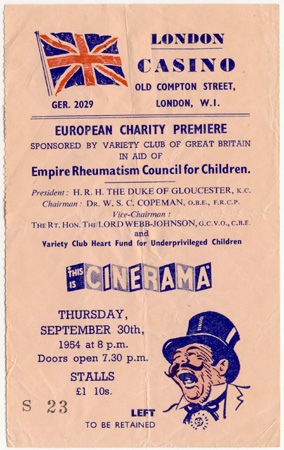 LONDON
CASINO
OLD COMPTON STREET,
GER. 2029
LONDON, W.I.
EUROPEAN CHARITY PREMIERE
SPONSORED BY VARIETY CLUB OF GREAT BRITAIN
IN AID OF
Empire Rheumatism Council for Children.
President : H. R. H. THE DUKE OF GLOUCESTER, K.C.
Chairman : DR. W. S. C. COPEMAN, O.B.E., F.R.C.P.
Vice-Chairman :
THE RT. HON. THE LORD WEBB-JOHNSON, G.C.V.O., C.B.E.
and
Variety Club Heart Fund for Underprivileged Children
THIS IS CINERAMA
THURSDAY,
SEPTEMBER 30th,
1954 at 8 p.m.
Doors open 7.30 p.m.
STALLS
£1 10s.
S 23
LEFT
TO BE RETAINED